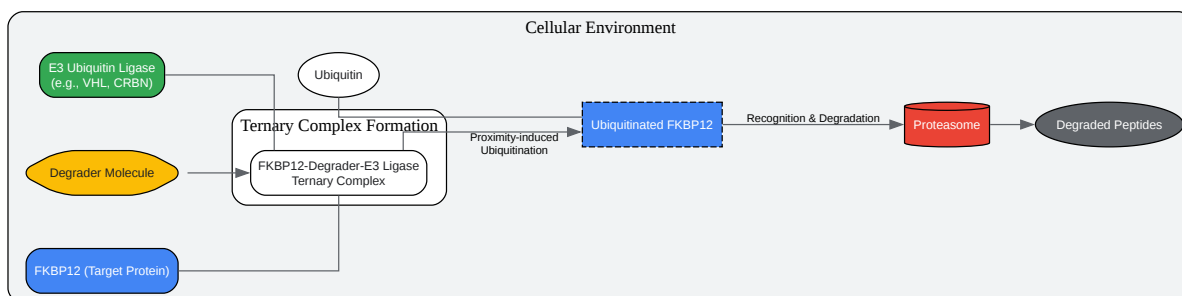 Cellular Environment
E3 Ubiquitin Ligase
(e.g., VHL, CRBN)
Ubiquitin
Ternary Complex Formation
Proximity-induced
Ubiquitination
Ubiquitinated FKBP12
Recognition & Degradation
Proteasome
Degraded Peptides
Degrader Molecule
FKBP12-Degrader-E3 Ligase
Ternary Complex
FKBP12 (Target Protein)